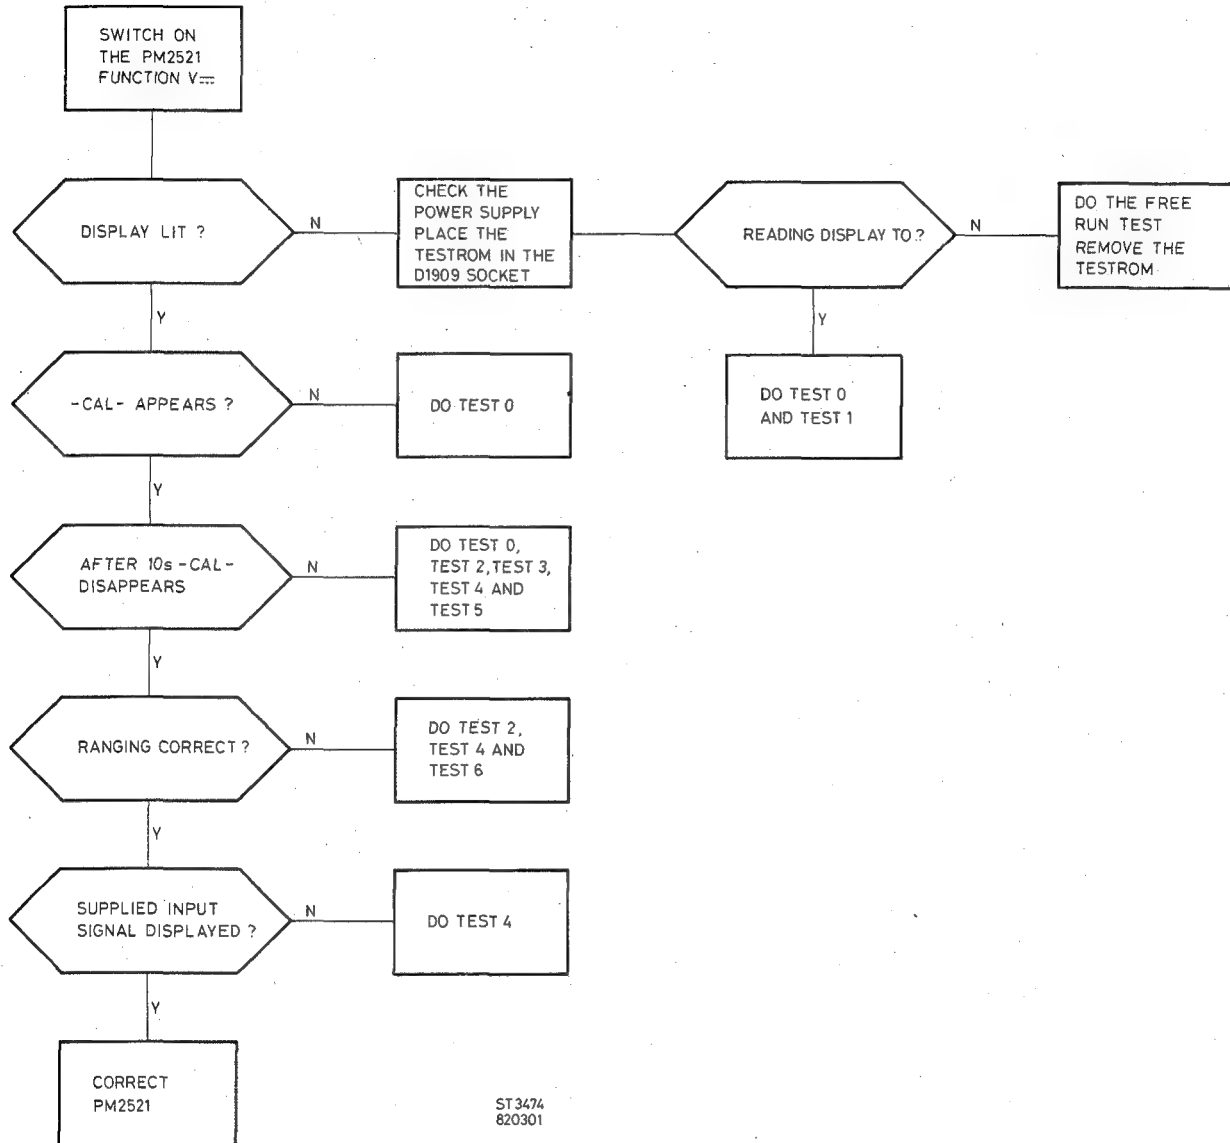 SWITCH ON
THE PM2521
FUNCTION V⎓
DISPLAY LIT ?
N
CHECK THE
POWER SUPPLY
PLACE THE
TESTROM IN THE
D1909 SOCKET
READING DISPLAY TO ?
N
DO THE FREE
RUN TEST
REMOVE THE
TESTROM
Y
Y
DO TEST 0
AND TEST 1
-CAL- APPEARS ?
N
DO TEST 0
Y
AFTER 10s -CAL-
DISAPPEARS
N
DO TEST 0,
TEST 2, TEST 3,
TEST 4 AND
TEST 5
Y
RANGING CORRECT ?
N
DO TEST 2,
TEST 4 AND
TEST 6
Y
SUPPLIED INPUT
SIGNAL DISPLAYED ?
N
DO TEST 4
Y
CORRECT
PM2521
ST3474
820301